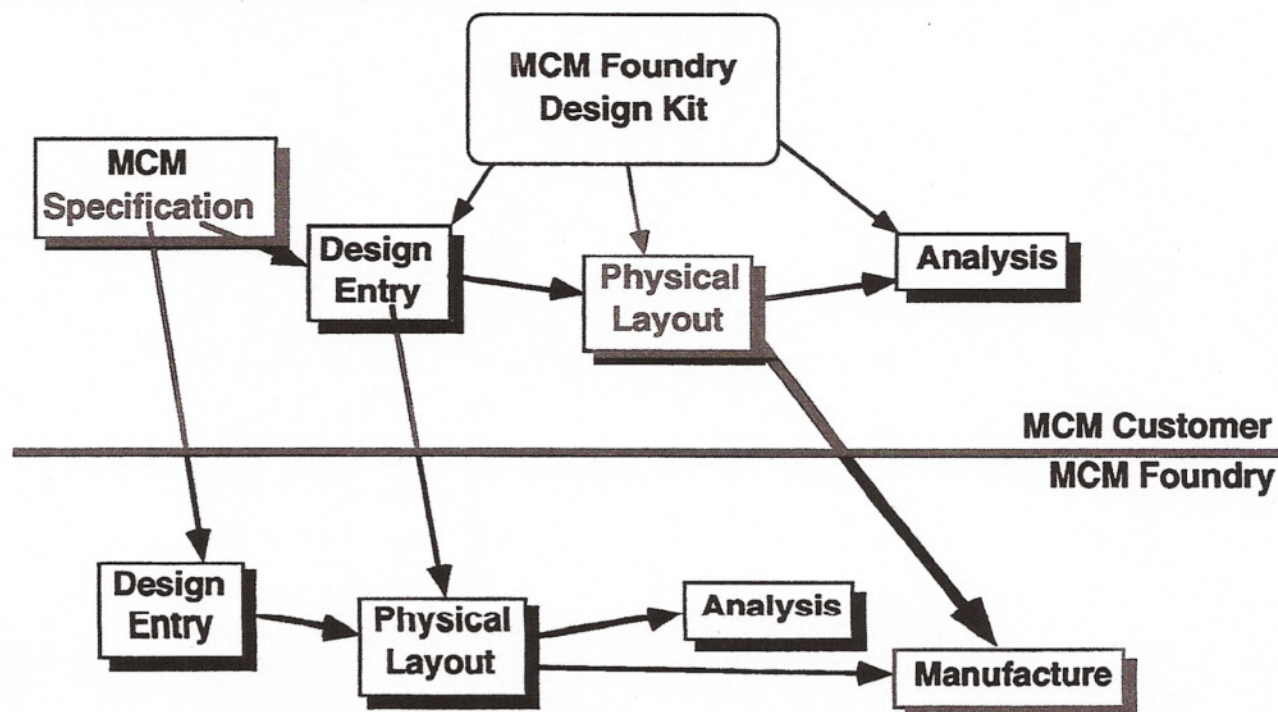 MCM Foundry
Design Kit
MCM
Specification
Design
Entry
Physical
Layout
Analysis
MCM Customer
MCM Foundry
Design
Entry
Physical
Layout
Analysis
Manufacture